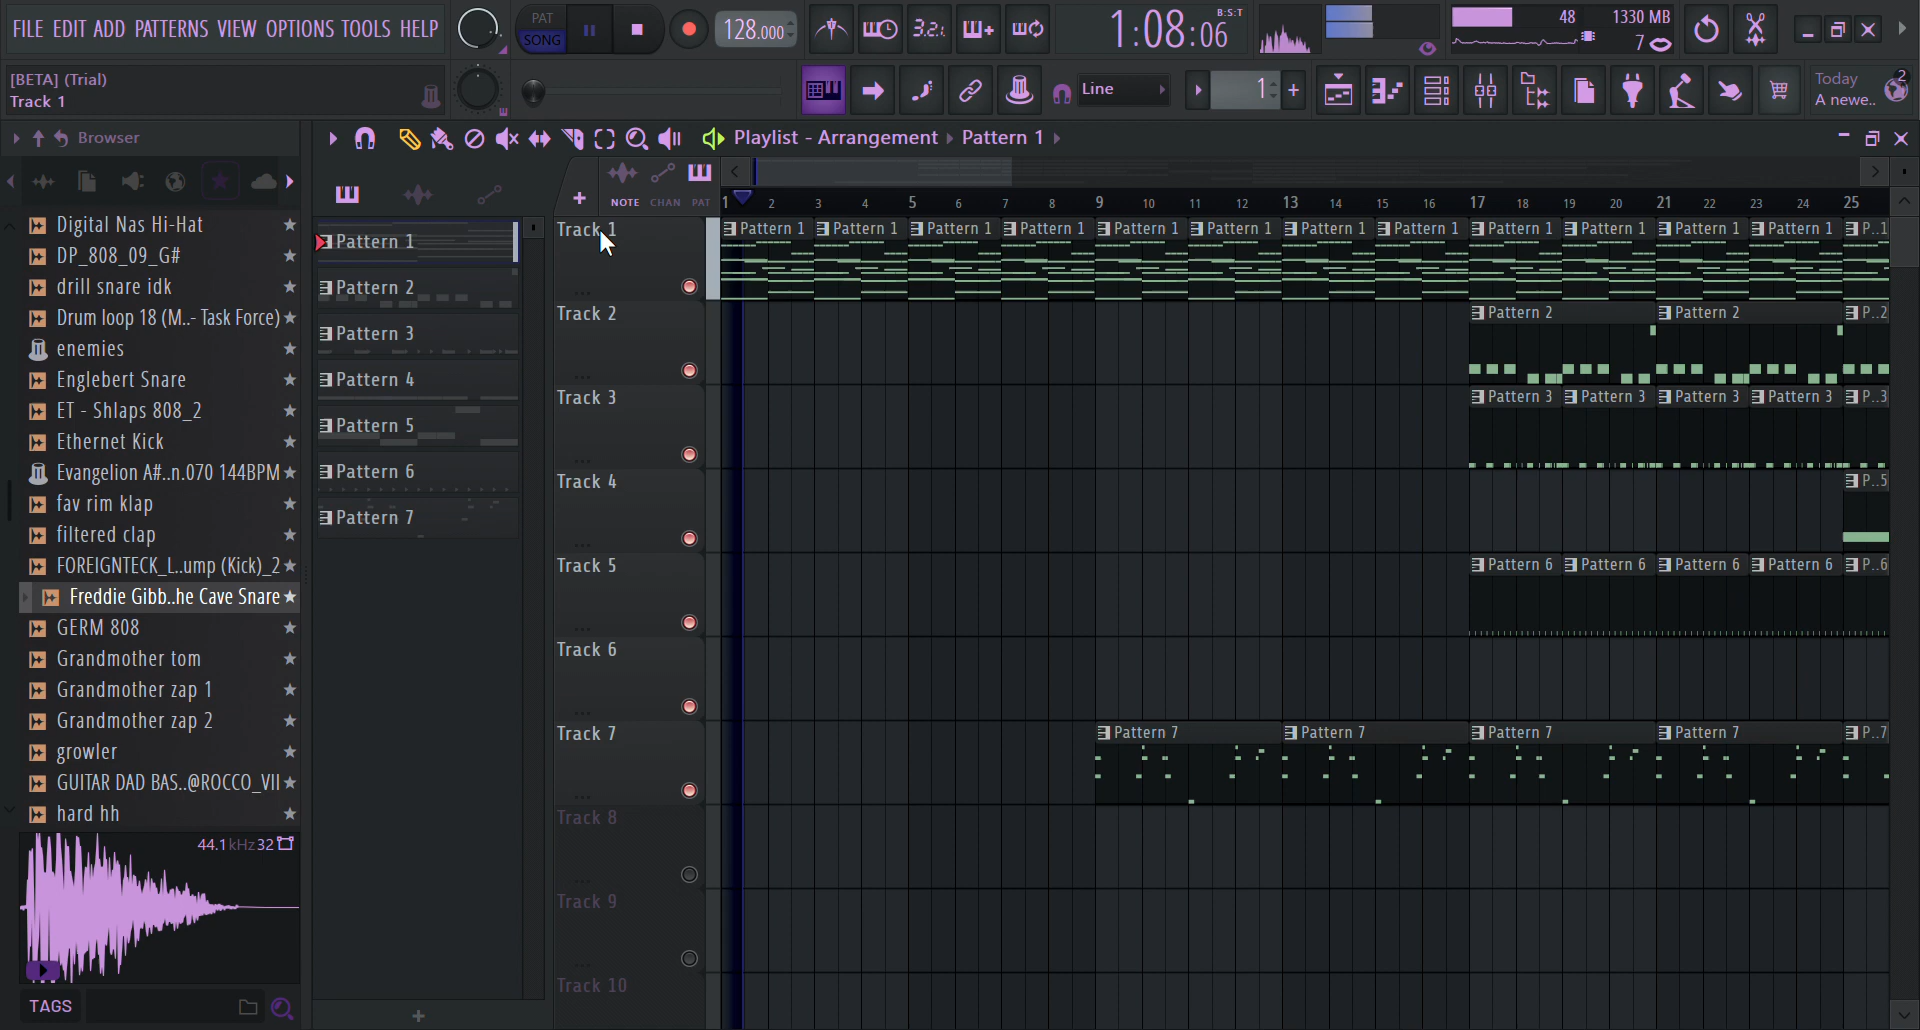 FILE EDIT ADD PATTERNS VIEW OPTIONS TOOLS HELP
PAT
SONG
128.000
3.2.
1:08:06
B:S:T
48
1330 MB
7
[BETA] (Trial)
Track 1
Line
1
Today
A newe..
2
Browser
Playlist - Arrangement
Pattern 1
NOTE CHAN PAT
1 2 3 4 5 6 7 8 9 10 11 12 13 14 15 16 17 18 19 20 21 22 23 24 25
Digital Nas Hi-Hat
DP_808_09_G#
drill snare idk
Drum loop 18 (M..- Task Force)
enemies
Englebert Snare
ET - Shlaps 808_2
Ethernet Kick
Evangelion A#..n.070 144BPM
fav rim klap
filtered clap
FOREIGNTECK_L..ump (Kick)_2
Freddie Gibb..he Cave Snare
GERM 808
Grandmother tom
Grandmother zap 1
Grandmother zap 2
growler
GUITAR DAD BAS..@ROCCO_VII
hard hh
44.1kHz 32
TAGS
Pattern 1
Pattern 2
Pattern 3
Pattern 4
Pattern 5
Pattern 6
Pattern 7
Track 1
Pattern 1 Pattern 1 Pattern 1 Pattern 1 Pattern 1 Pattern 1 Pattern 1 Pattern 1 Pattern 1 Pattern 1 Pattern 1 Pattern 1 P..1
Track 2
Pattern 2 Pattern 2 P..2
Track 3
Pattern 3 Pattern 3 Pattern 3 Pattern 3 P..3
Track 4
P..5
Track 5
Pattern 6 Pattern 6 Pattern 6 Pattern 6 P..6
Track 6
Track 7
Pattern 7 Pattern 7 Pattern 7 Pattern 7 P..7
Track 8
Track 9
Track 10